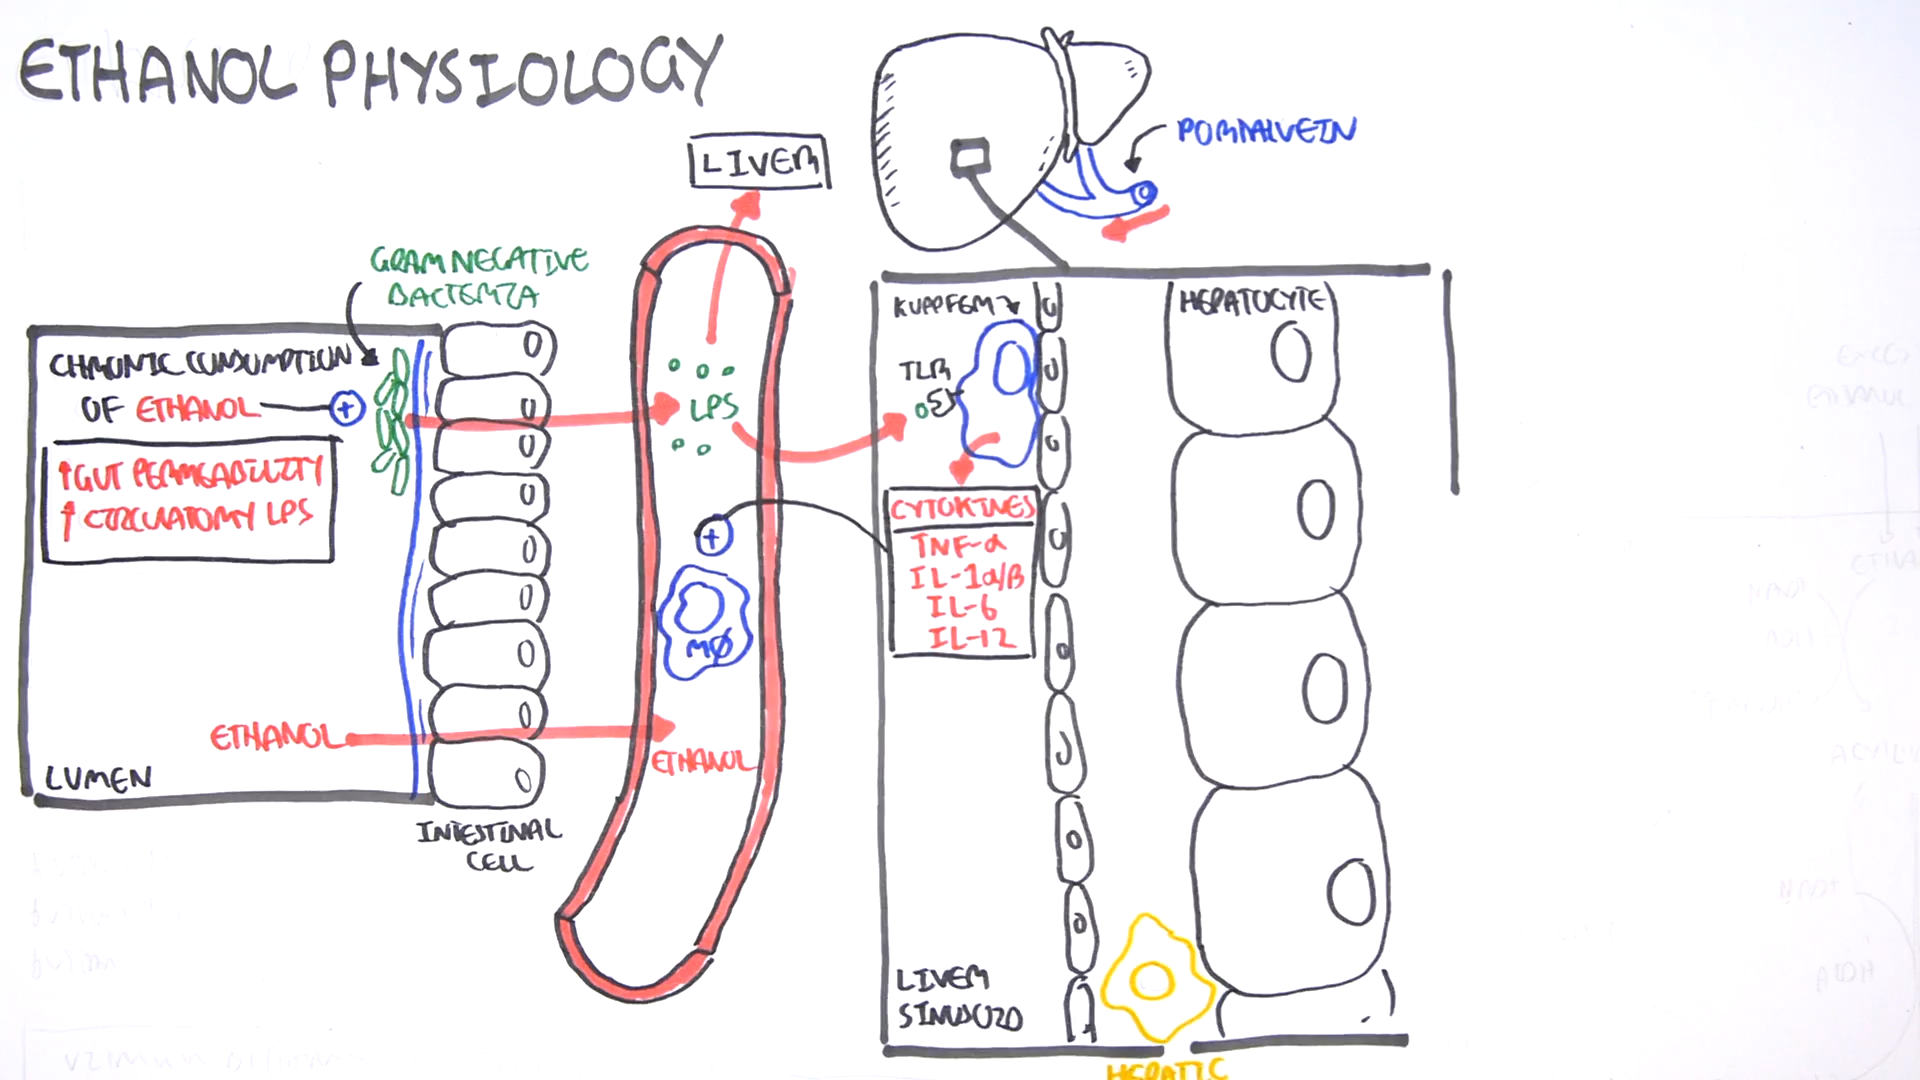 ETHANOL PHYSIOLOGY
LIVER
PORTAL VEIN
GRAM NEGATIVE
BACTERIA
CHRONIC CONSUMPTION
OF ETHANOL
+
↑ GUT PERMEABILITY
↑ CIRCULATORY LPS
ETHANOL
LUMEN
INTESTINAL
CELL
LPS
+
MØ
ETHANOL
KUPFFER
HEPATOCYTE
TLR
CYTOKINES
TNF-α
IL-1α/β
IL-6
IL-12
LIVER
SINUSOID
HEPATIC